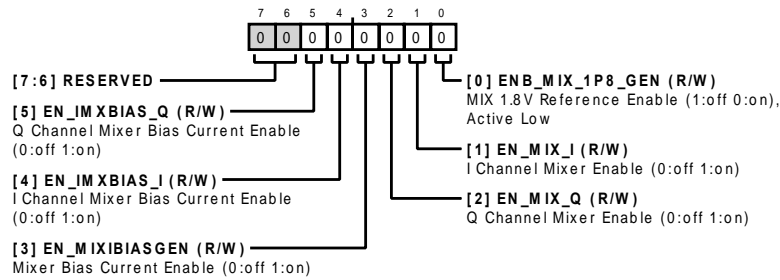 7 6 5 4 3 2 1 0
0 0 0 0 0 0 0 0
[7:6] RESERVED
[5] EN_IMXBIAS_Q (R/W)
Q Channel Mixer Bias Current Enable
(0:off 1:on)
[4] EN_IMXBIAS_I (R/W)
I Channel Mixer Bias Current Enable
(0:off 1:on)
[3] EN_MIXIBIASGEN (R/W)
Mixer Bias Current Enable (0:off 1:on)
[0] ENB_MIX_1P8_GEN (R/W)
MIX 1.8V Reference Enable (1:off 0:on),
Active Low
[1] EN_MIX_I (R/W)
I Channel Mixer Enable (0:off 1:on)
[2] EN_MIX_Q (R/W)
Q Channel Mixer Enable (0:off 1:on)